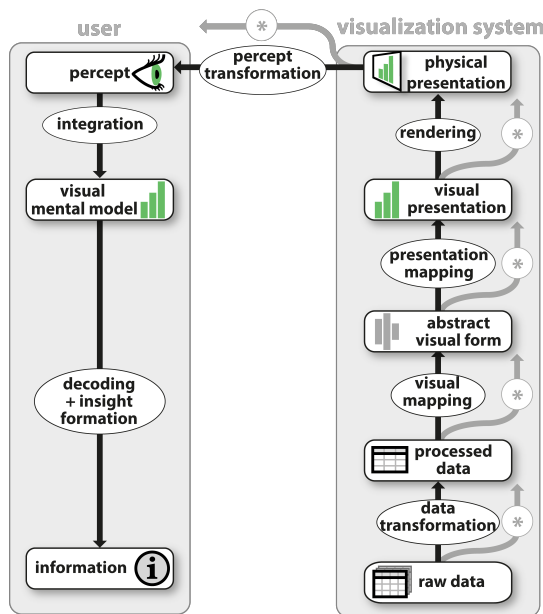 user
visualization system
*
percept
percept
transformation
physical
presentation
integration
rendering
*
visual
mental model
visual
presentation
presentation
mapping
*
abstract
visual form
decoding
+ insight
formation
visual
mapping
*
processed
data
data
transformation
*
information
i
raw data